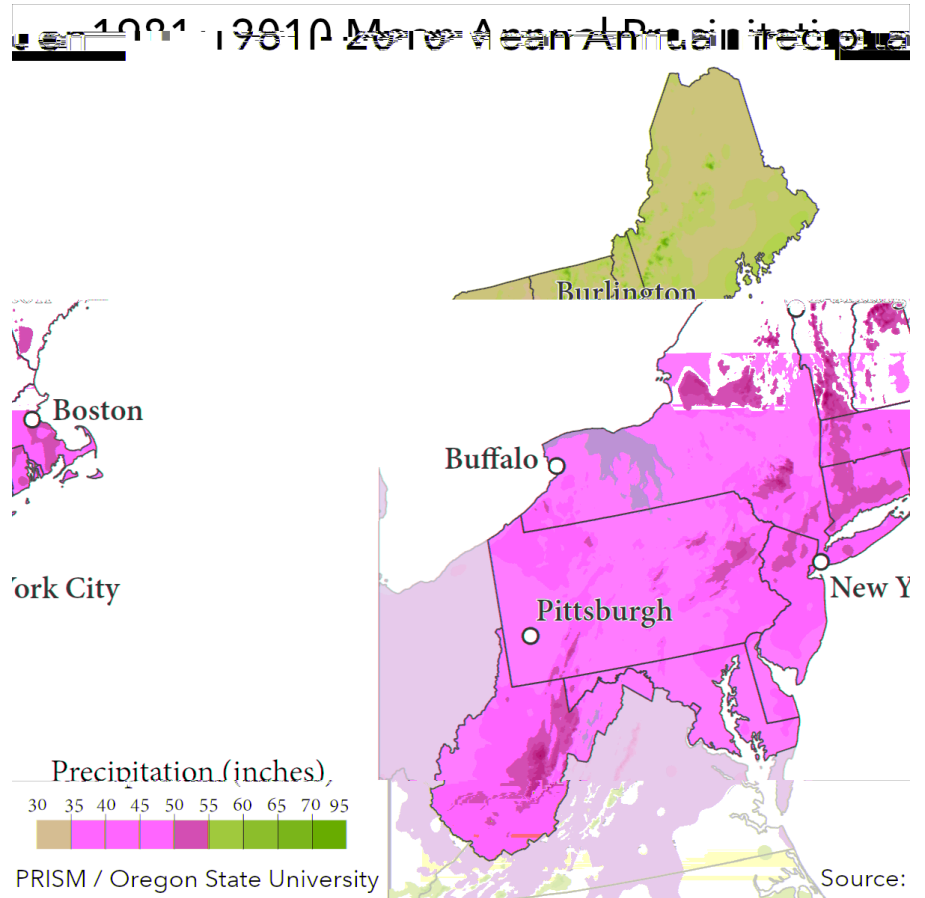 Burlington
Boston
Buffalo
ork City
New Y
Pittsburgh
Precipitation (inches)
30 35 40 45 50 55 60 65 70 95
PRISM / Oregon State University
Source: